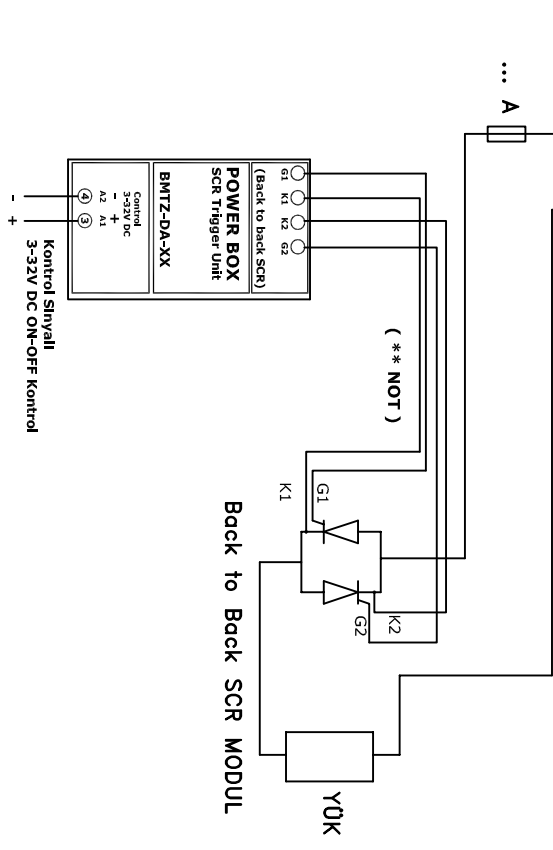 ... A
G1
K1
K2
G2
(Back to back SCR)
POWER BOX
SCR Trigger Unit
BMTZ-DA-XX
Control
3-32V DC
- +
A2 A1
4 3
- +
Kontrol SInyalI
3-32V DC ON-OFF Kontrol
( ** NOT )
G1
K1
K2
G2
Back to Back SCR MODUL
YÜK